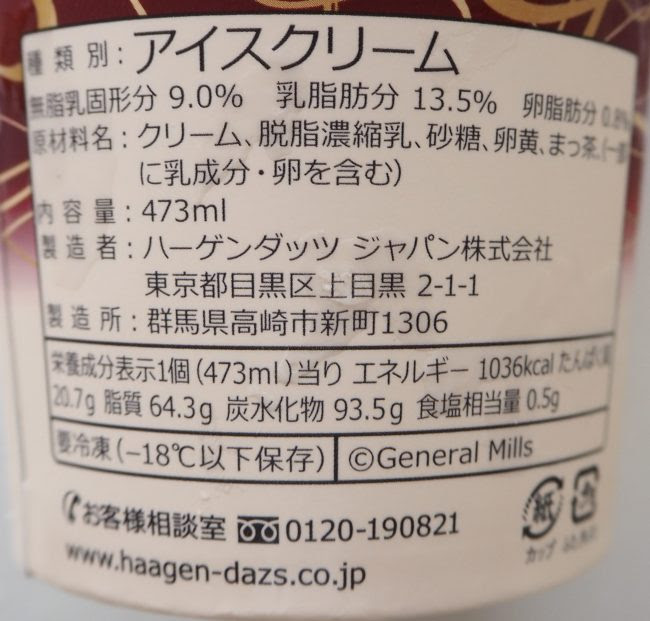 種類別：アイスクリーム
無脂乳固形分 9.0% 乳脂肪分 13.5% 卵脂肪分 0.8%
原材料名：クリーム、脱脂濃縮乳、砂糖、卵黄、まっ茶、(一部
に乳成分・卵を含む)
内容量：473ml
製造者：ハーゲンダッツ ジャパン株式会社
東京都目黒区上目黒 2-1-1
製造所：群馬県高崎市新町1306
栄養成分表示1個(473ml)当り エネルギー 1036kcal たんぱく質
20.7g 脂質 64.3g 炭水化物 93.5g 食塩相当量 0.5g
要冷凍(−18℃以下保存) ©General Mills
お客様相談室 0120-190821
www.haagen-dazs.co.jp
紙
カップ